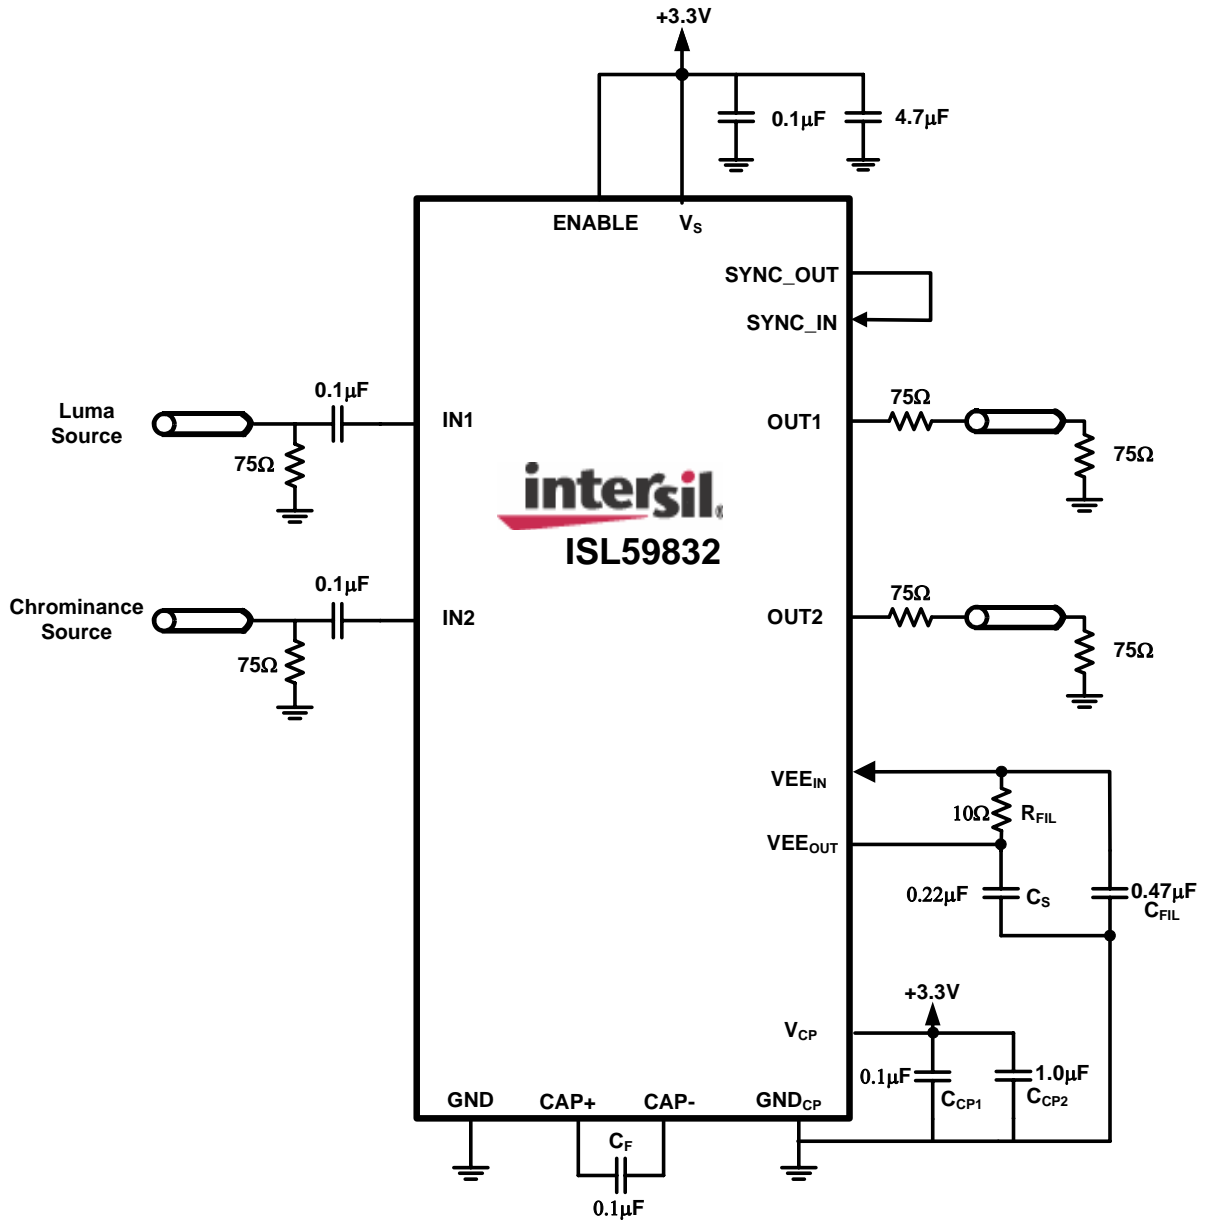 +3.3V
0.1μF
4.7μF
ENABLE
VS
SYNC_OUT
SYNC_IN
0.1μF
75Ω
Luma
Source
IN1
OUT1
75Ω
75Ω
intersil®
ISL59832
0.1μF
75Ω
Chrominance
Source
IN2
OUT2
75Ω
75Ω
VEEIN
10Ω
RFIL
VEEOUT
0.22μF
CS
0.47μF
CFIL
+3.3V
VCP
0.1μF
CCP1
1.0μF
CCP2
GND
CAP+
CAP-
GNDCP
CF
0.1μF